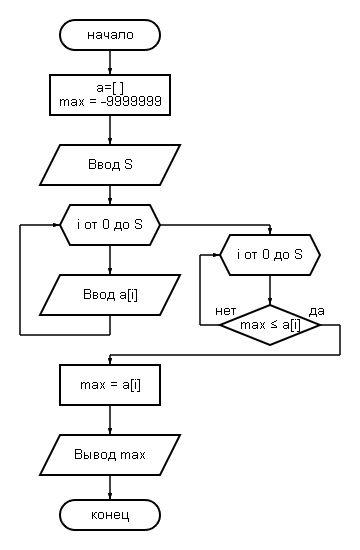 начало
a=[ ]
max = -9999999
Ввод S
i от 0 до S
i от 0 до S
Ввод a[i]
нет
да
max ≤ a[i]
max = a[i]
Вывод max
конец